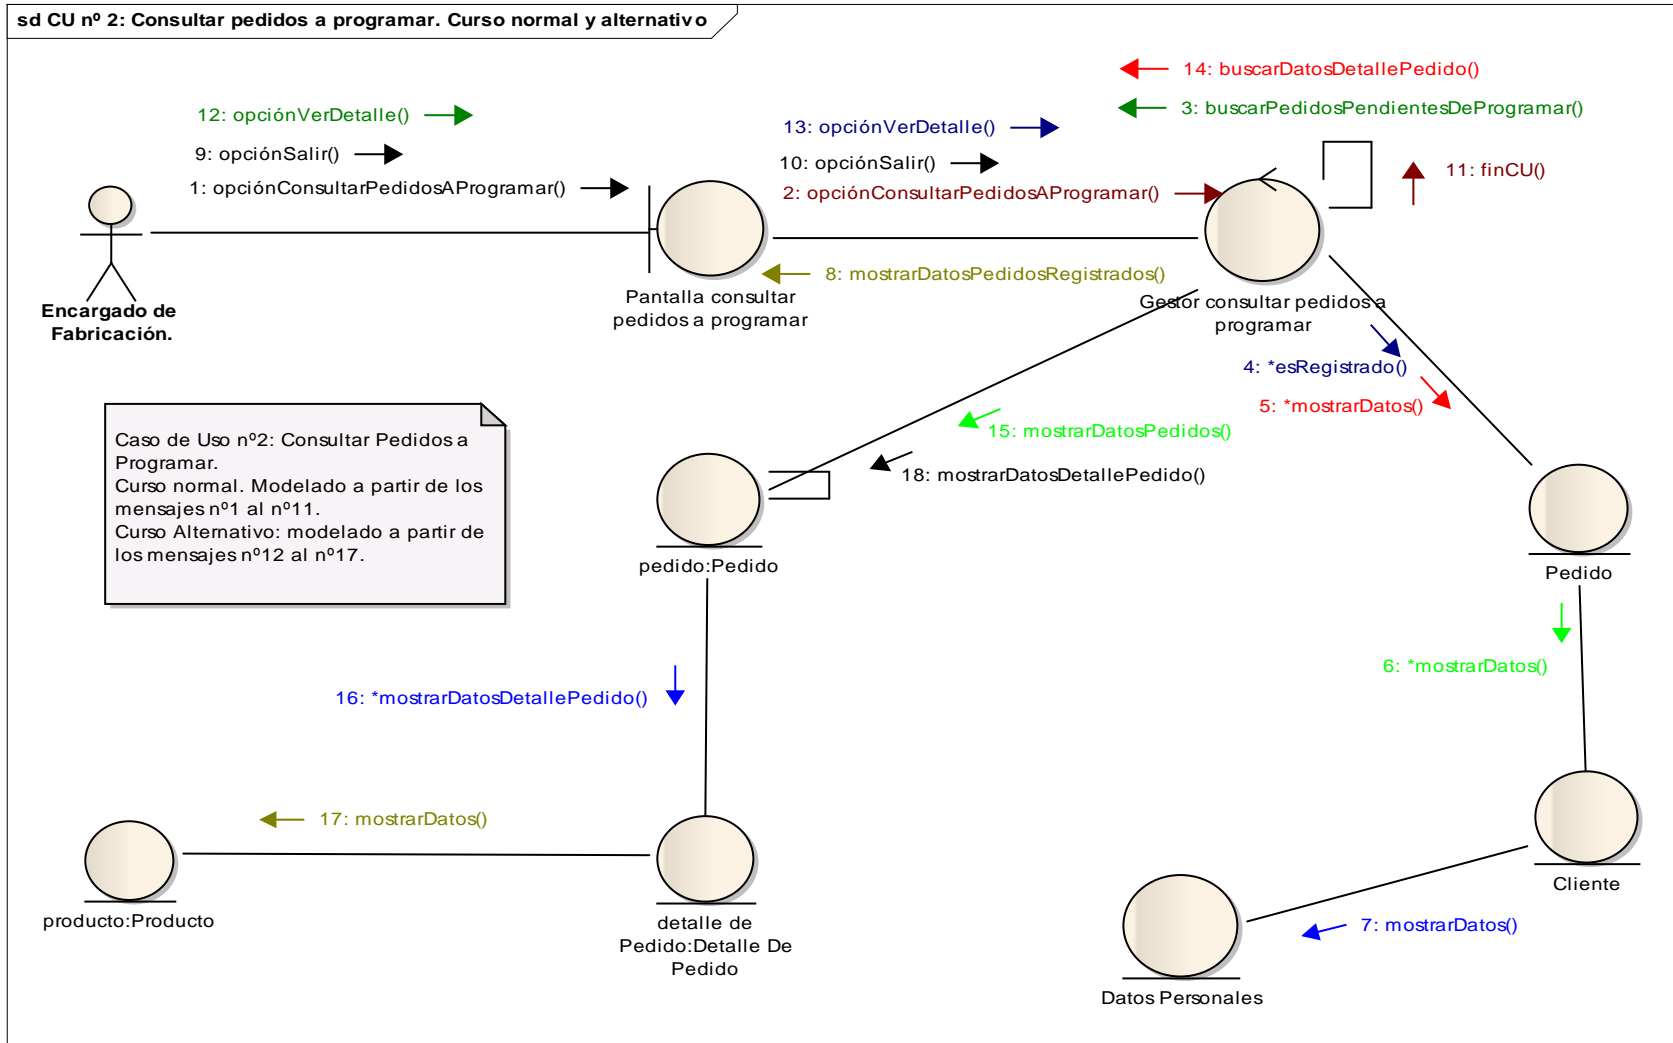 sd CU nº 2: Consultar pedidos a programar. Curso normal y alternativo
14: buscarDatosDetallePedido()
3: buscarPedidosPendientesDeProgramar()
12: opciónVerDetalle()
13: opciónVerDetalle()
9: opciónSalir()
10: opciónSalir()
11: finCU()
1: opciónConsultarPedidosAProgramar()
2: opciónConsultarPedidosAProgramar()
8: mostrarDatosPedidosRegistrados()
Encargado de
Fabricación.
Pantalla consultar
pedidos a programar
Gestor consultar pedidos a
programar
4: *esRegistrado()
5: *mostrarDatos()
15: mostrarDatosPedidos()
18: mostrarDatosDetallePedido()
Caso de Uso nº2: Consultar Pedidos a
Programar.
Curso normal. Modelado a partir de los
mensajes nº1 al nº11.
Curso Alternativo: modelado a partir de
los mensajes nº12 al nº17.
pedido:Pedido
Pedido
6: *mostrarDatos()
16: *mostrarDatosDetallePedido()
17: mostrarDatos()
producto:Producto
detalle de
Pedido:Detalle De
Pedido
Cliente
7: mostrarDatos()
Datos Personales